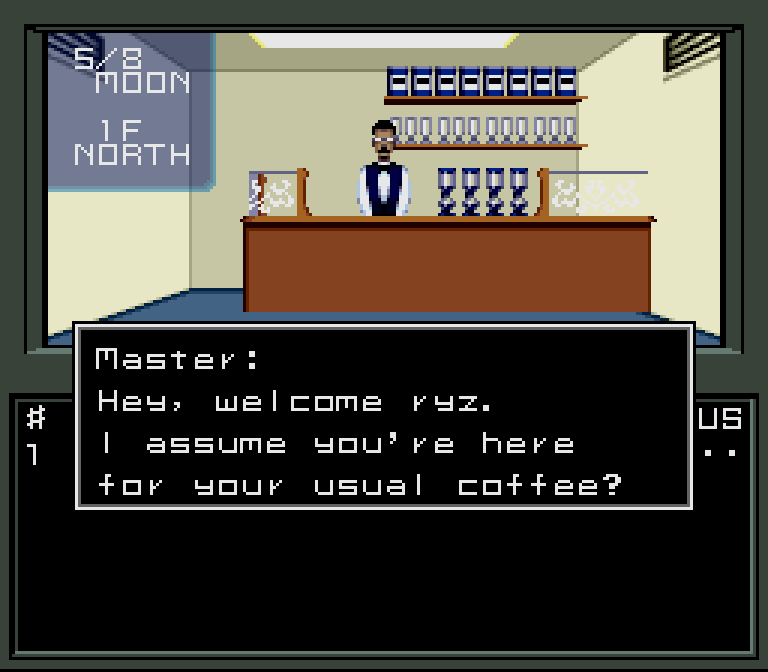 5/8
MOON
1F
NORTH
Master:
Hey, welcome ryz.
I assume you're here
for your usual coffee?
#
US
1
..